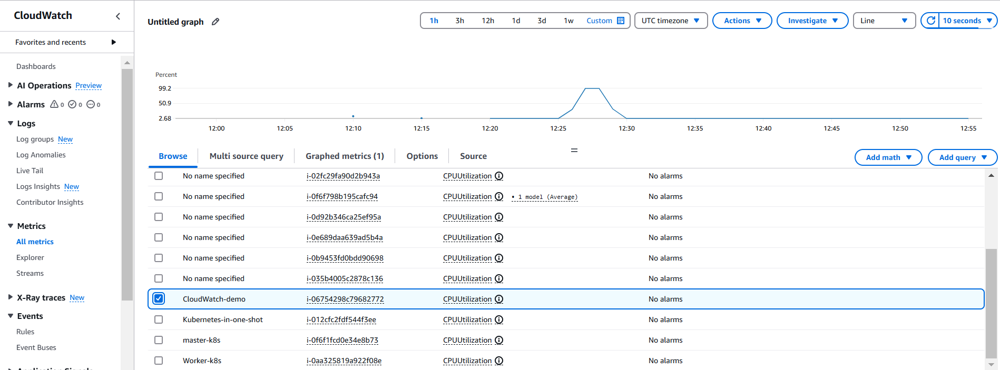 CloudWatch
Favorites and recents
Dashboards
AI Operations Preview
Alarms 0 0 0
Logs
Log groups New
Log Anomalies
Live Tail
Logs Insights New
Contributor Insights
Metrics
All metrics
Explorer
Streams
X-Ray traces New
Events
Rules
Event Buses
Application Signals
Untitled graph
1h 3h 12h 1d 3d 1w Custom UTC timezone Actions Investigate Line 10 seconds
Percent
99.2
50.9
2.68
12:00 12:05 12:10 12:15 12:20 12:25 12:30 12:35 12:40 12:45 12:50 12:55
Browse Multi source query Graphed metrics (1) Options Source Add math Add query
No name specified i-02fc29fa90d2b943a CPUUtilization No alarms
No name specified i-0f6f798b195cafc94 CPUUtilization • 1 model (Average) No alarms
No name specified i-0d92b346ca25ef95a CPUUtilization No alarms
No name specified i-0e689daa639ad5b4a CPUUtilization No alarms
No name specified i-0b9453fd0bdd90698 CPUUtilization No alarms
No name specified i-035b4005c2878c136 CPUUtilization No alarms
CloudWatch-demo i-06754298c79682772 CPUUtilization No alarms
Kubernetes-in-one-shot i-012cfc2fdf544f3ee CPUUtilization No alarms
master-k8s i-0f6f1fcd0e34e8b73 CPUUtilization No alarms
Worker-k8s i-0aa325819a922f08e CPUUtilization No alarms